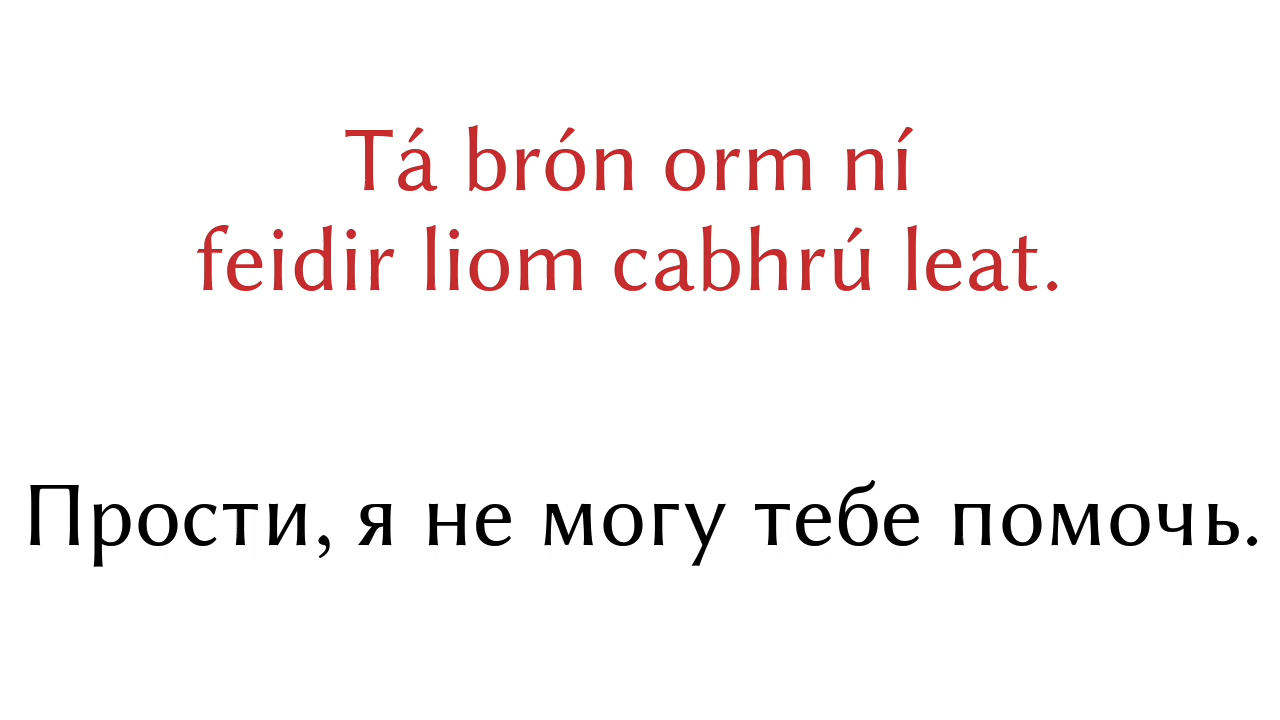 Tá brón orm ní
feidir liom cabhrú leat.
Прости, я не могу тебе помочь.